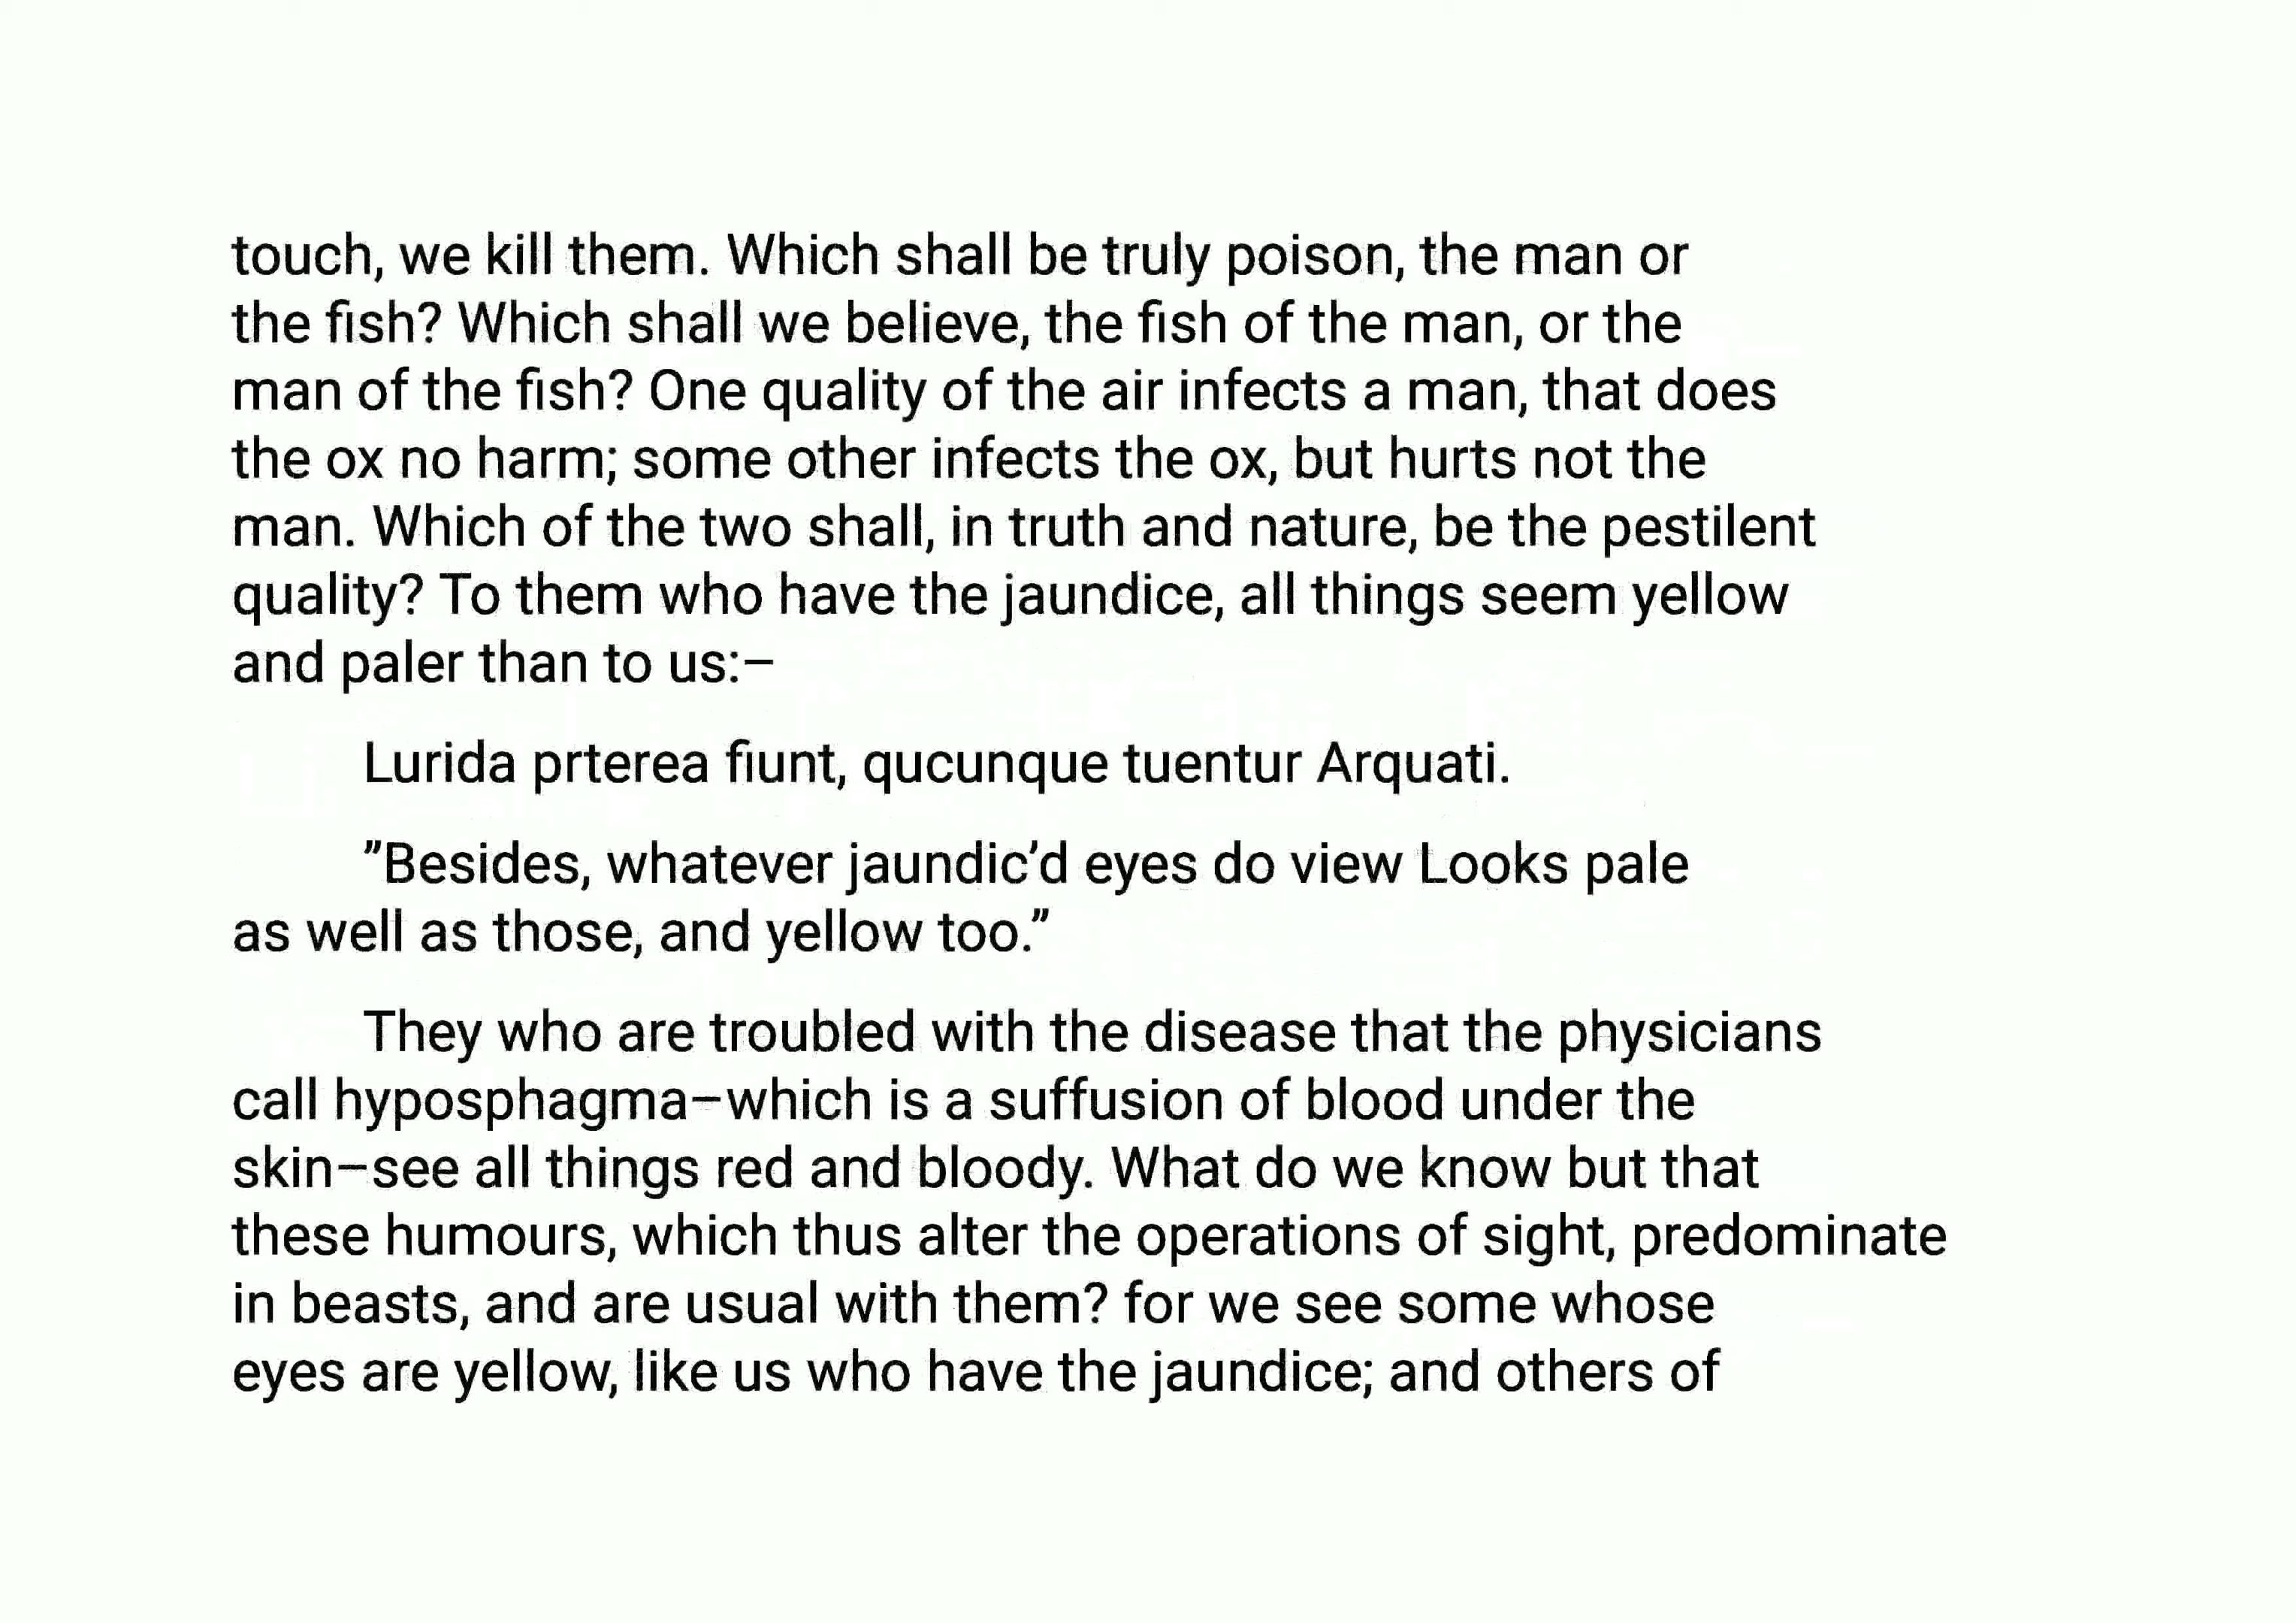 touch, we kill them. Which shall be truly poison, the man or
the fish? Which shall we believe, the fish of the man, or the
man of the fish? One quality of the air infects a man, that does
the ox no harm; some other infects the ox, but hurts not the
man. Which of the two shall, in truth and nature, be the pestilent
quality? To them who have the jaundice, all things seem yellow
and paler than to us:–
Lurida prterea fiunt, qucunque tuentur Arquati.
"Besides, whatever jaundic'd eyes do view Looks pale
as well as those, and yellow too."
They who are troubled with the disease that the physicians
call hyposphagma–which is a suffusion of blood under the
skin–see all things red and bloody. What do we know but that
these humours, which thus alter the operations of sight, predominate
in beasts, and are usual with them? for we see some whose
eyes are yellow, like us who have the jaundice; and others of